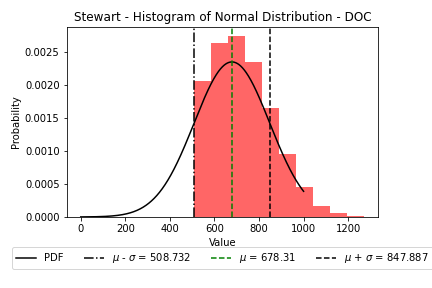 Stewart - Histogram of Normal Distribution - DOC
Probability
0.0025
0.0020
0.0015
0.0010
0.0005
0.0000
0 200 400 600 800 1000 1200
Value
PDF μ - σ = 508.732 μ = 678.31 μ + σ = 847.887